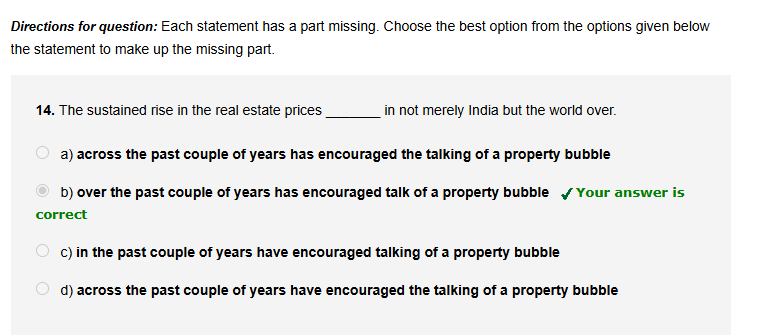 Directions for question: Each statement has a part missing. Choose the best option from the options given below
the statement to make up the missing part.
14. The sustained rise in the real estate prices _______ in not merely India but the world over.
a) across the past couple of years has encouraged the talking of a property bubble
b) over the past couple of years has encouraged talk of a property bubble ✓Your answer is
correct
c) in the past couple of years have encouraged talking of a property bubble
d) across the past couple of years have encouraged the talking of a property bubble